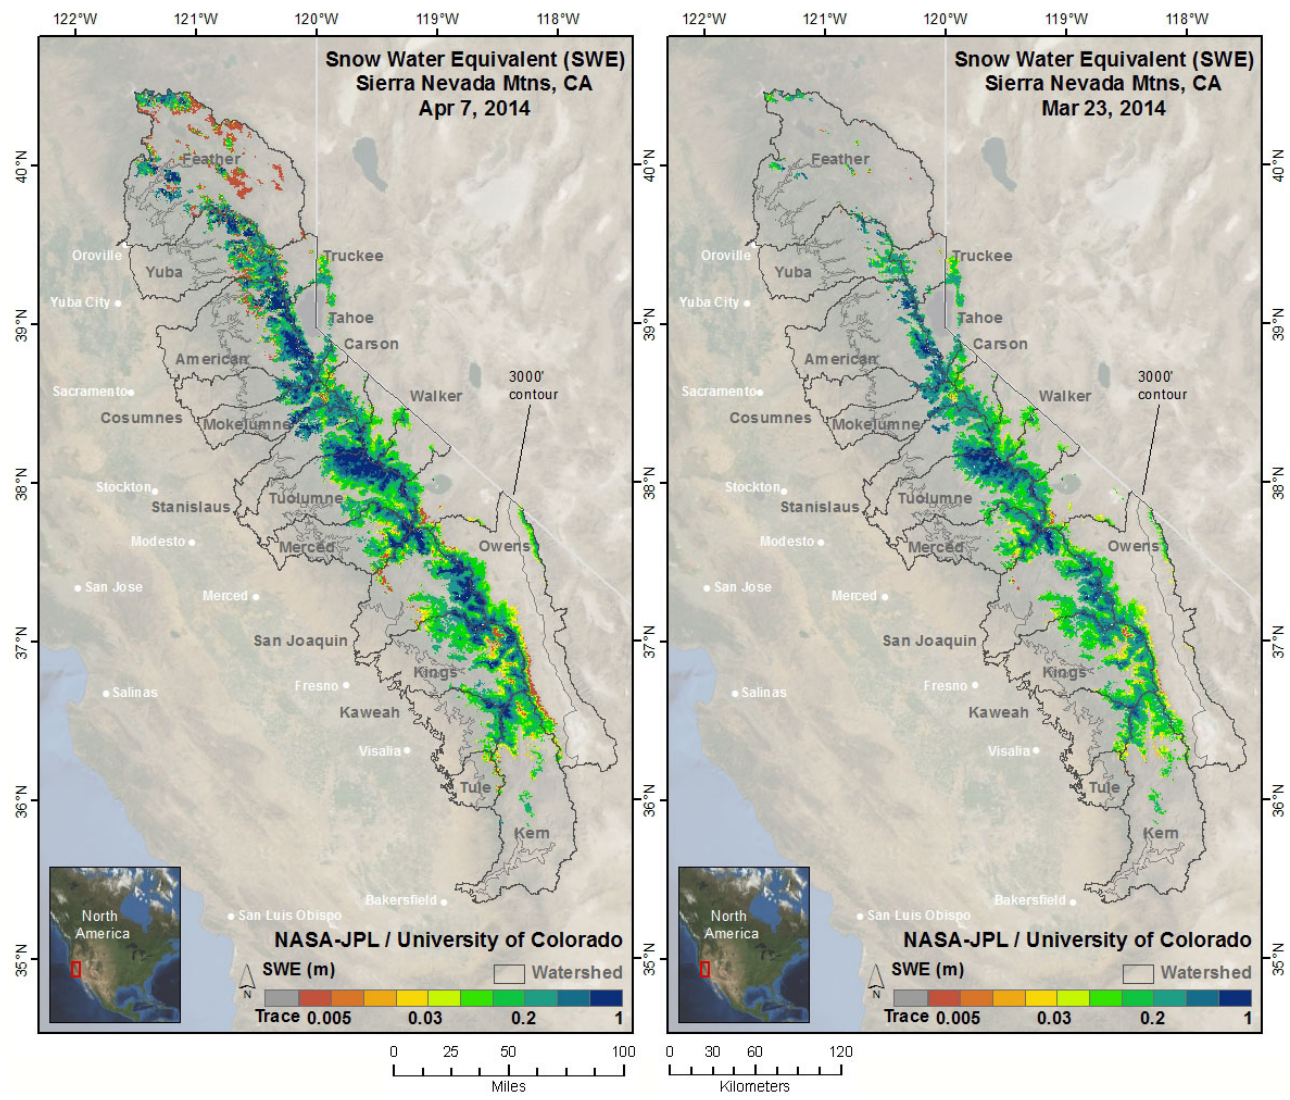 122°W 121°W 120°W 119°W 118°W
40°N
39°N
38°N
37°N
36°N
35°N
Snow Water Equivalent (SWE)
Sierra Nevada Mtns, CA
Apr 7, 2014
Feather
Oroville
Truckee
Yuba
Yuba City
Tahoe
Carson
American
Sacramento
Walker
3000'
contour
Cosumnes
Mokelumne
Stockton
Tuolumne
Stanislaus
Modesto
Merced
Owens
San Jose
Merced
San Joaquin
Kings
Fresno
Salinas
Kaweah
Visalia
Tule
Kern
Bakersfield
San Luis Obispo
North
America
NASA-JPL / University of Colorado
N
SWE (m)
Watershed
Trace 0.005 0.03 0.2 1
122°W 121°W 120°W 119°W 118°W
Snow Water Equivalent (SWE)
Sierra Nevada Mtns, CA
Mar 23, 2014
Feather
Oroville
Truckee
Yuba
Yuba City
Tahoe
Carson
American
Sacramento
Walker
3000'
contour
Cosumnes
Mokelumne
Stockton
Tuolumne
Stanislaus
Modesto
Merced
Owens
San Jose
Merced
San Joaquin
Kings
Fresno
Salinas
Kaweah
Visalia
Tule
Kern
Bakersfield
San Luis Obispo
North
America
NASA-JPL / University of Colorado
N
SWE (m)
Watershed
Trace 0.005 0.03 0.2 1
40°N
39°N
38°N
37°N
36°N
35°N
0 25 50 100
Miles
0 30 60 120
Kilometers